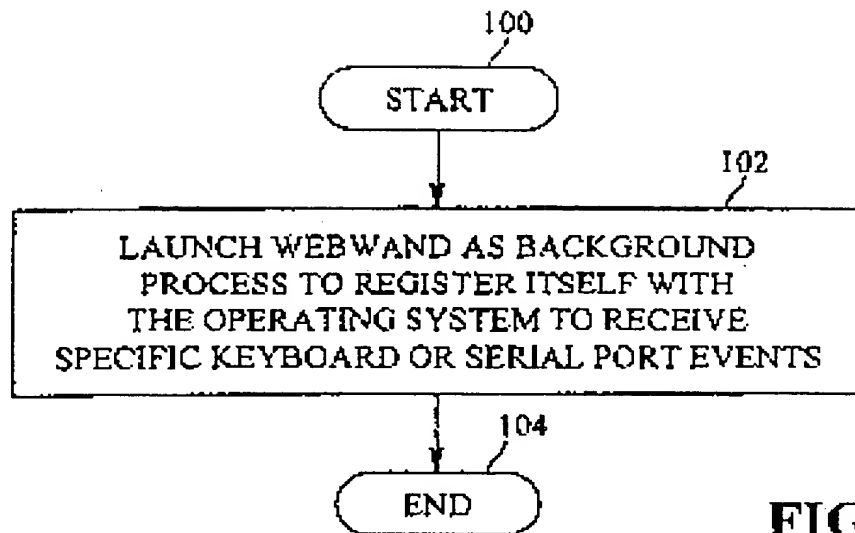 100
START
102
LAUNCH WEBWAND AS BACKGROUND
PROCESS TO REGISTER ITSELF WITH
THE OPERATING SYSTEM TO RECEIVE
SPECIFIC KEYBOARD OR SERIAL PORT EVENTS
104
END
FIG